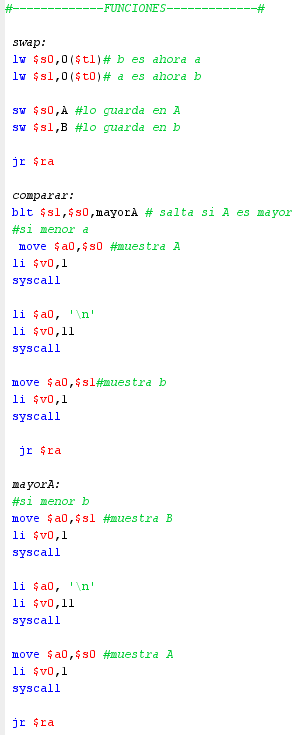 #-------------FUNCIONES-------------#
swap:
lw $s0,0($t1)# b es ahora a
lw $s1,0($t0)# a es ahora b
sw $s0,A #lo guarda en A
sw $s1,B #lo guarda en b
jr $ra
comparar:
blt $s1,$s0,mayorA # salta si A es mayor
#si menor a
move $a0,$s0 #muestra A
li $v0,1
syscall
li $a0, '\n'
li $v0,11
syscall
move $a0,$s1#muestra b
li $v0,1
syscall
jr $ra
mayorA:
#si menor b
move $a0,$s1 #muestra B
li $v0,1
syscall
li $a0, '\n'
li $v0,11
syscall
move $a0,$s0 #muestra A
li $v0,1
syscall
jr $ra